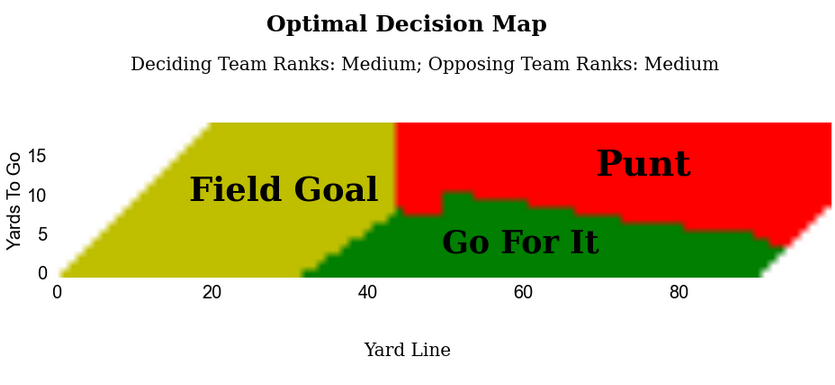 Optimal Decision Map
Deciding Team Ranks: Medium; Opposing Team Ranks: Medium
Yards To Go
15
10
5
0
Field Goal
Punt
Go For It
0 20 40 60 80
Yard Line